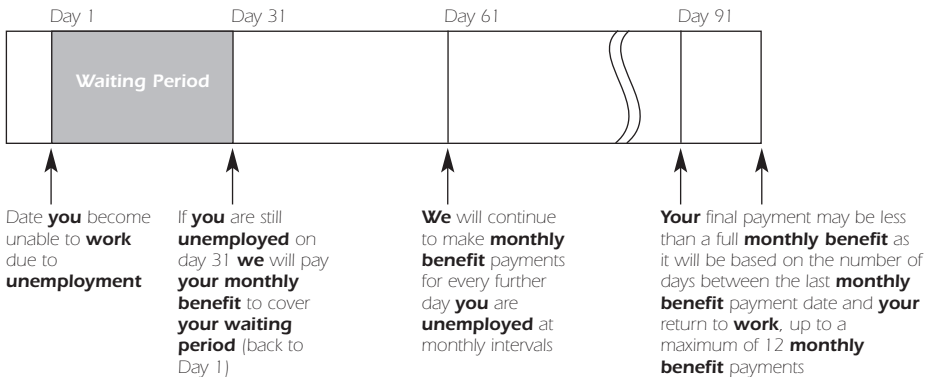 Day 1
Day 31
Day 61
Day 91
Waiting Period
Date you become
unable to work
due to
unemployment
If you are still
unemployed on
day 31 we will pay
your monthly
benefit to cover
your waiting
period (back to
Day 1)
We will continue
to make monthly
benefit payments
for every further
day you are
unemployed at
monthly intervals
Your final payment may be less
than a full monthly benefit as
it will be based on the number of
days between the last monthly
benefit payment date and your
return to work, up to a
maximum of 12 monthly
benefit payments